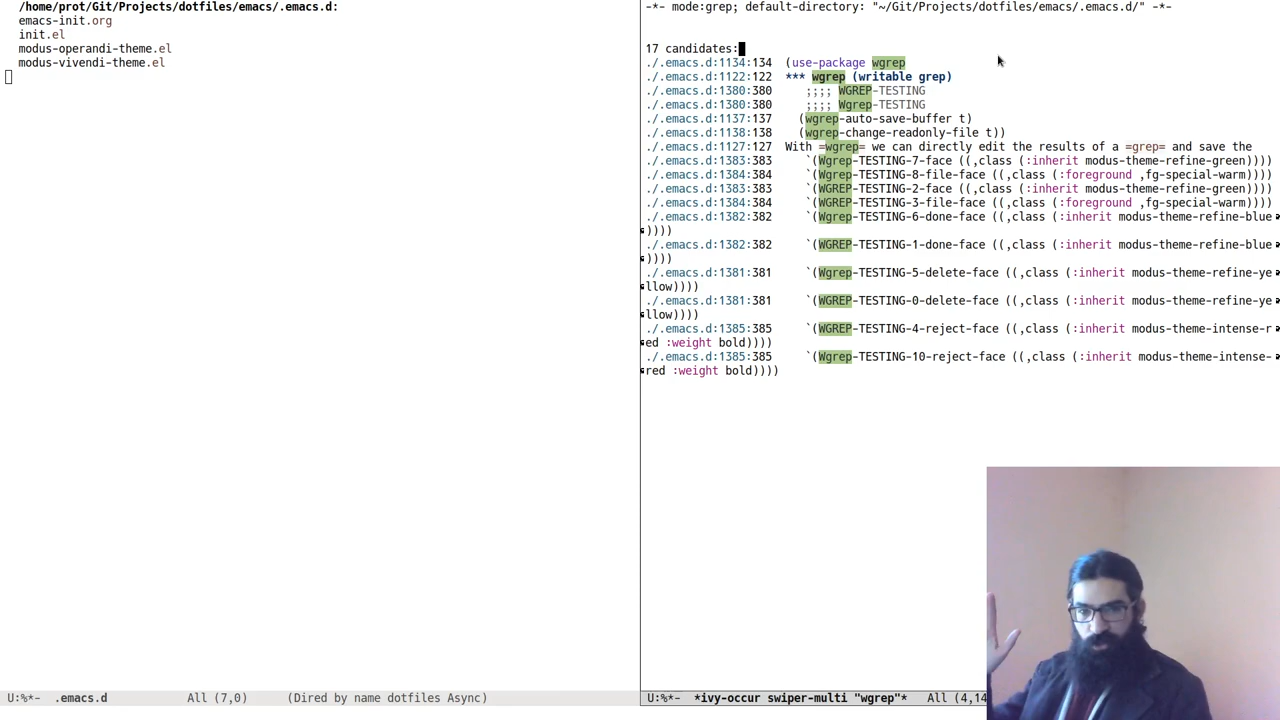 /home/prot/Git/Projects/dotfiles/emacs/.emacs.d:
emacs-init.org
init.el
modus-operandi-theme.el
modus-vivendi-theme.el
U:%*- .emacs.d All (7,0) (Dired by name dotfiles Async)
-*- mode:grep; default-directory: "~/Git/Projects/dotfiles/emacs/.emacs.d/" -*-
17 candidates:
./.emacs.d:1134:134 (use-package wgrep
./.emacs.d:1122:122 *** wgrep (writable grep)
./.emacs.d:1380:380 ;;;; WGREP-TESTING
./.emacs.d:1380:380 ;;;; Wgrep-TESTING
./.emacs.d:1137:137 (wgrep-auto-save-buffer t)
./.emacs.d:1138:138 (wgrep-change-readonly-file t))
./.emacs.d:1127:127 With =wgrep= we can directly edit the results of a =grep= and save the
./.emacs.d:1383:383 `(Wgrep-TESTING-7-face ((,class (:inherit modus-theme-refine-green))))
./.emacs.d:1384:384 `(Wgrep-TESTING-8-file-face ((,class (:foreground ,fg-special-warm))))
./.emacs.d:1383:383 `(WGREP-TESTING-2-face ((,class (:inherit modus-theme-refine-green))))
./.emacs.d:1384:384 `(WGREP-TESTING-3-file-face ((,class (:foreground ,fg-special-warm))))
./.emacs.d:1382:382 `(Wgrep-TESTING-6-done-face ((,class (:inherit modus-theme-refine-blue
))))
./.emacs.d:1382:382 `(WGREP-TESTING-1-done-face ((,class (:inherit modus-theme-refine-blue
))))
./.emacs.d:1381:381 `(Wgrep-TESTING-5-delete-face ((,class (:inherit modus-theme-refine-ye
llow))))
./.emacs.d:1381:381 `(WGREP-TESTING-0-delete-face ((,class (:inherit modus-theme-refine-ye
llow))))
./.emacs.d:1385:385 `(WGREP-TESTING-4-reject-face ((,class (:inherit modus-theme-intense-r
ed :weight bold))))
./.emacs.d:1385:385 `(Wgrep-TESTING-10-reject-face ((,class (:inherit modus-theme-intense-
red :weight bold))))
U:%*- *ivy-occur swiper-multi "wgrep"* All (4,14